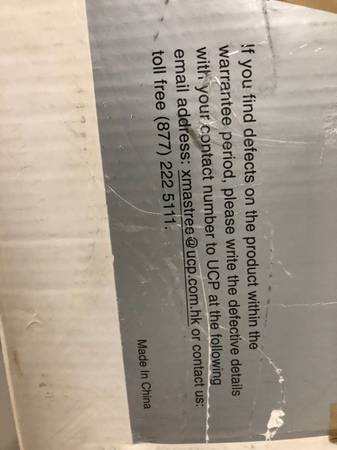 If you find defects on the product within the
warrantee period, please write the defective details
with your contact number to UCP at the following
email address: xmastree@ucp.com.hk or contact us:
toll free (877) 222 5111.
Made In China